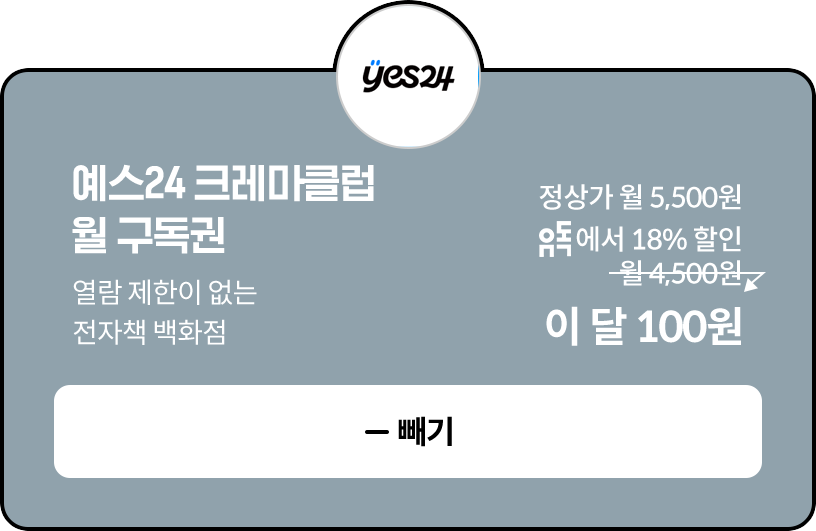 yes24
예스24 크레마클럽
월 구독권
열람 제한이 없는
전자책 백화점
정상가 월 5,500원
유독에서 18% 할인
월 4,500원
이 달 100원
– 빼기